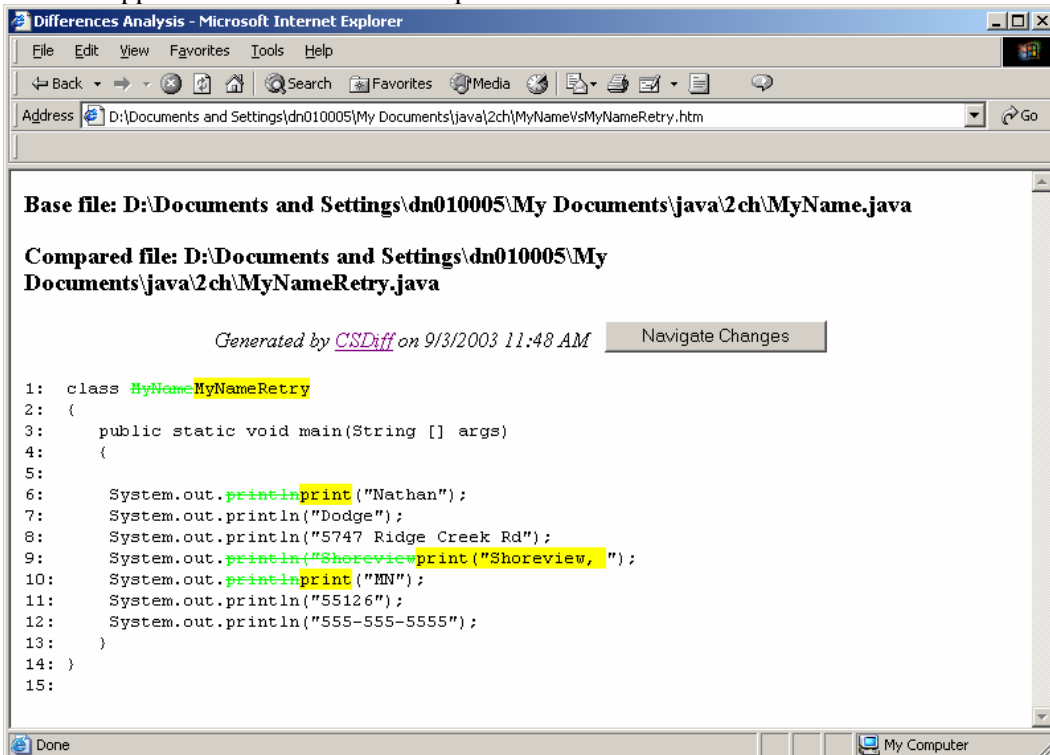 Differences Analysis - Microsoft Internet Explorer
File Edit View Favorites Tools Help
Back Search Favorites Media
Address D:\Documents and Settings\dn010005\My Documents\java\2ch\MyNameVsMyNameRetry.htm Go
Base file: D:\Documents and Settings\dn010005\My Documents\java\2ch\MyName.java
Compared file: D:\Documents and Settings\dn010005\My
Documents\java\2ch\MyNameRetry.java
Generated by CSDiff on 9/3/2003 11:48 AM Navigate Changes
1: class MyNameMyNameRetry
2: {
3: public static void main(String [] args)
4: {
5:
6: System.out.printlnprint("Nathan");
7: System.out.println("Dodge");
8: System.out.println("5747 Ridge Creek Rd");
9: System.out.println("Shoreviewprint("Shoreview, ");
10: System.out.printlnprint("MN");
11: System.out.println("55126");
12: System.out.println("555-555-5555");
13: }
14: }
15:
Done My Computer